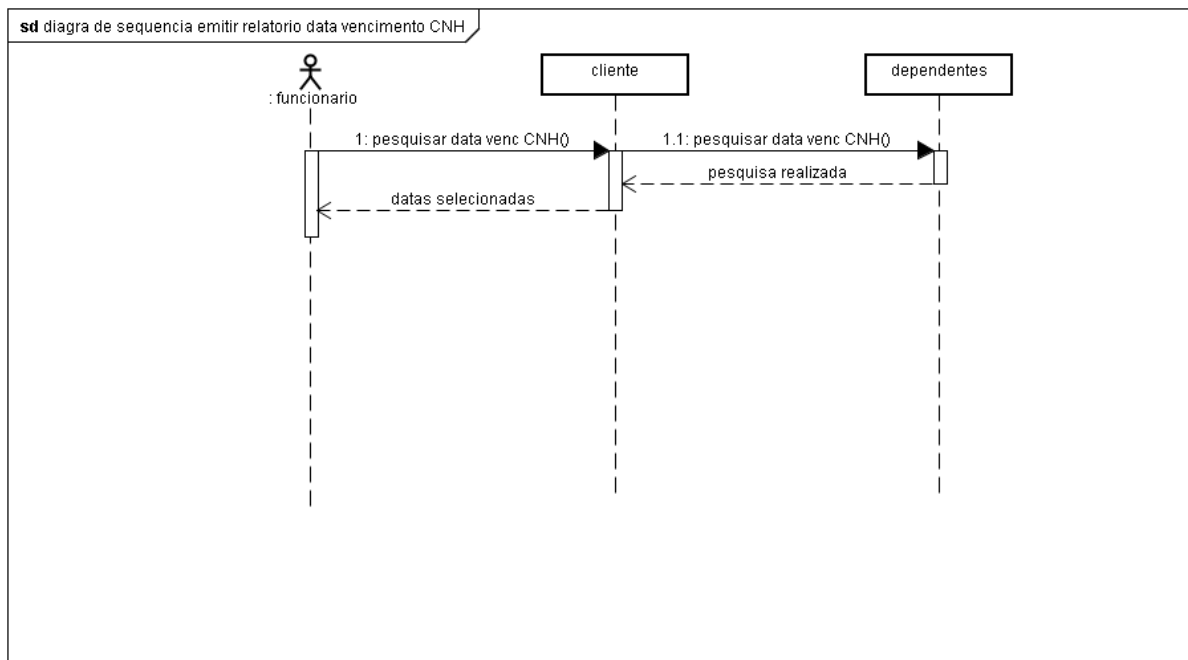 sd diagra de sequencia emitir relatorio data vencimento CNH
: funcionario
cliente
dependentes
1: pesquisar data venc CNH()
1.1: pesquisar data venc CNH()
pesquisa realizada
datas selecionadas